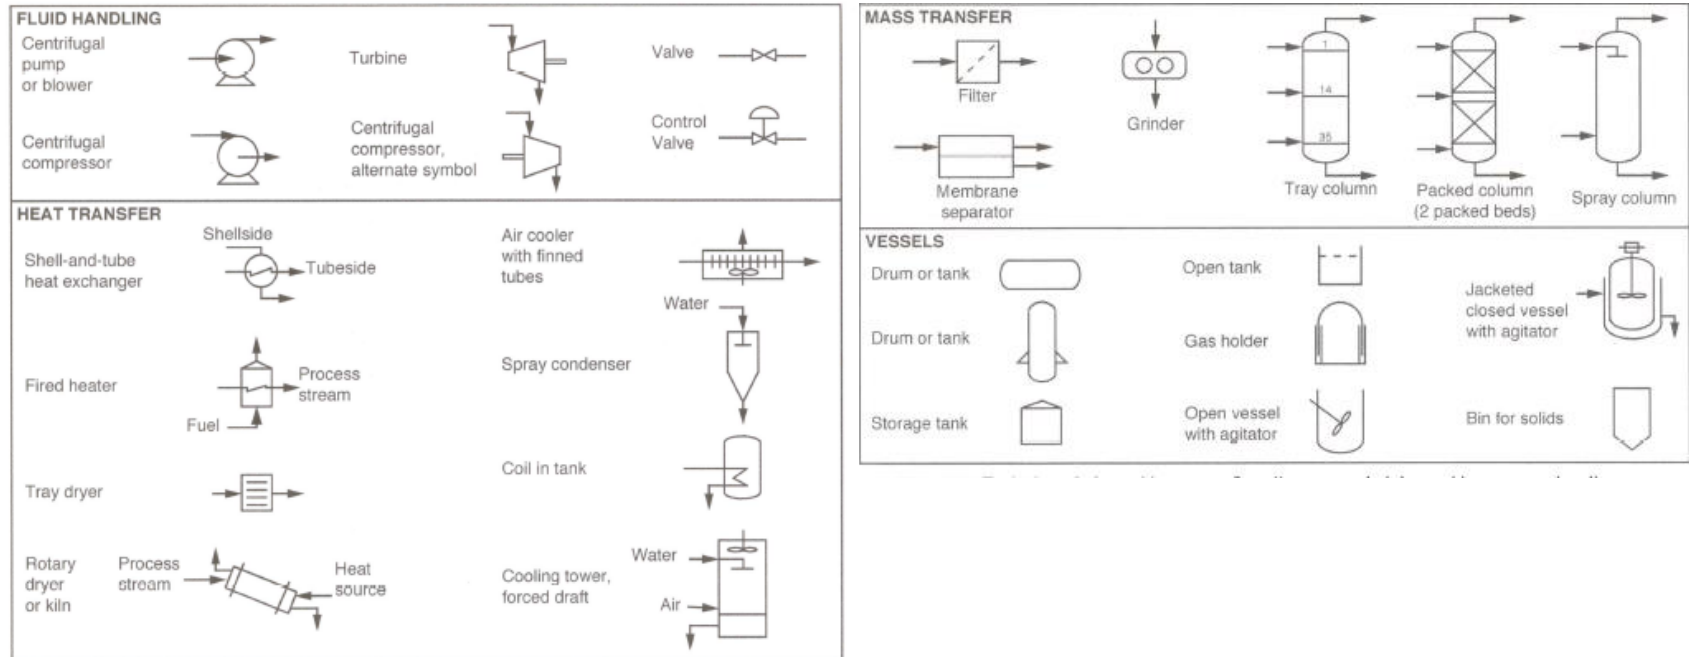 FLUID HANDLING
Centrifugal
pump
or blower
Turbine
Valve
Centrifugal
compressor
Centrifugal
compressor,
alternate symbol
Control
Valve
HEAT TRANSFER
Shell-and-tube
heat exchanger
Shellside
Tubeside
Air cooler
with finned
tubes
Water
Fired heater
Process
stream
Fuel
Spray condenser
Tray dryer
Coil in tank
Rotary
dryer
or kiln
Process
stream
Heat
source
Cooling tower,
forced draft
Water
Air
MASS TRANSFER
Filter
Grinder
Membrane
separator
1
14
35
Tray column
Packed column
(2 packed beds)
Spray column
VESSELS
Drum or tank
Open tank
Jacketed
closed vessel
with agitator
Drum or tank
Gas holder
Storage tank
Open vessel
with agitator
Bin for solids